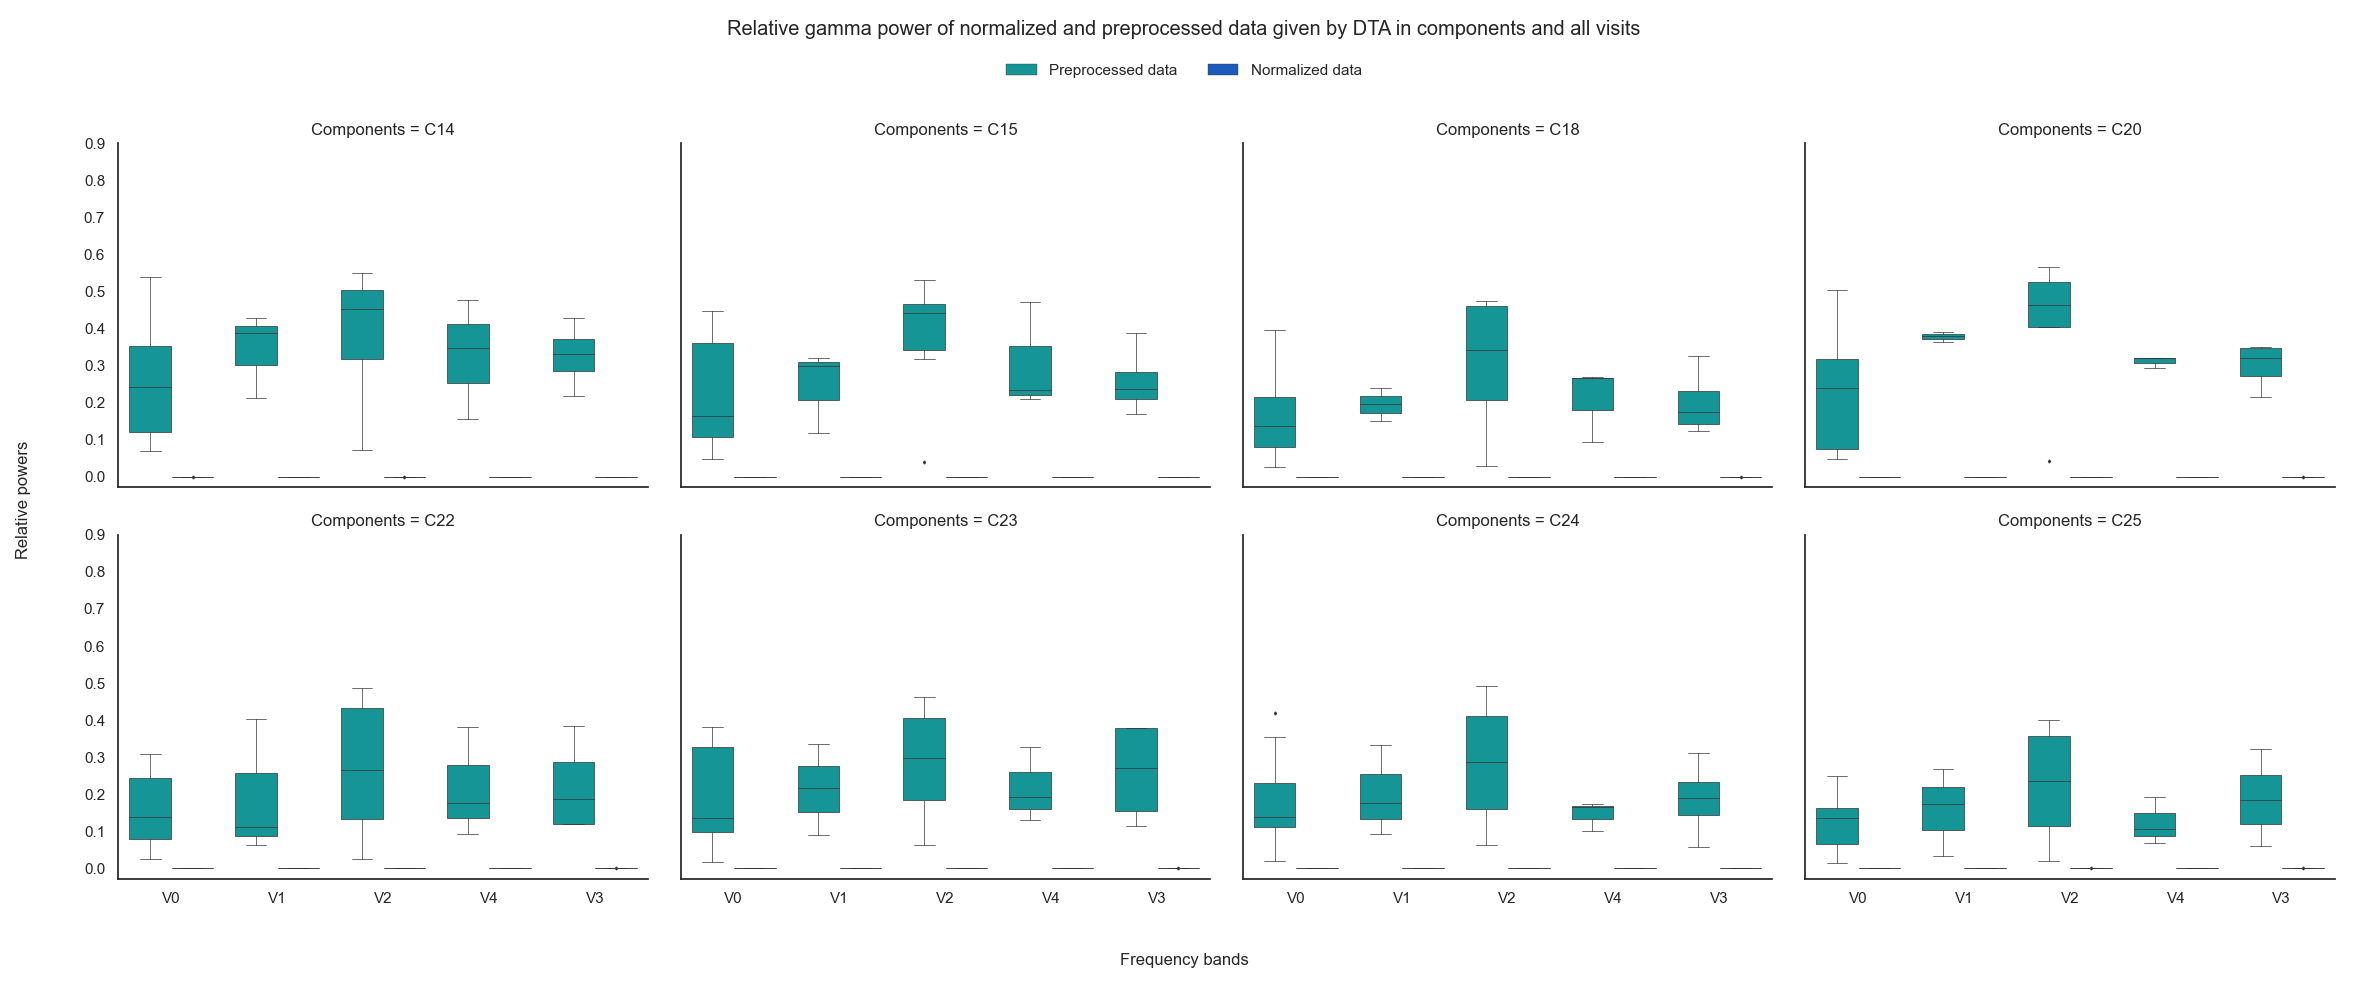 Relative gamma power of normalized and preprocessed data given by DTA in components and all visits
Preprocessed data Normalized data
Components = C14 Components = C15 Components = C18 Components = C20
0.9
0.8
0.7
0.6
0.5
0.4
0.3
0.2
0.1
0.0
Relative powers
Components = C22 Components = C23 Components = C24 Components = C25
0.9
0.8
0.7
0.6
0.5
0.4
0.3
0.2
0.1
0.0
V0 V1 V2 V4 V3 V0 V1 V2 V4 V3 V0 V1 V2 V4 V3 V0 V1 V2 V4 V3
Frequency bands